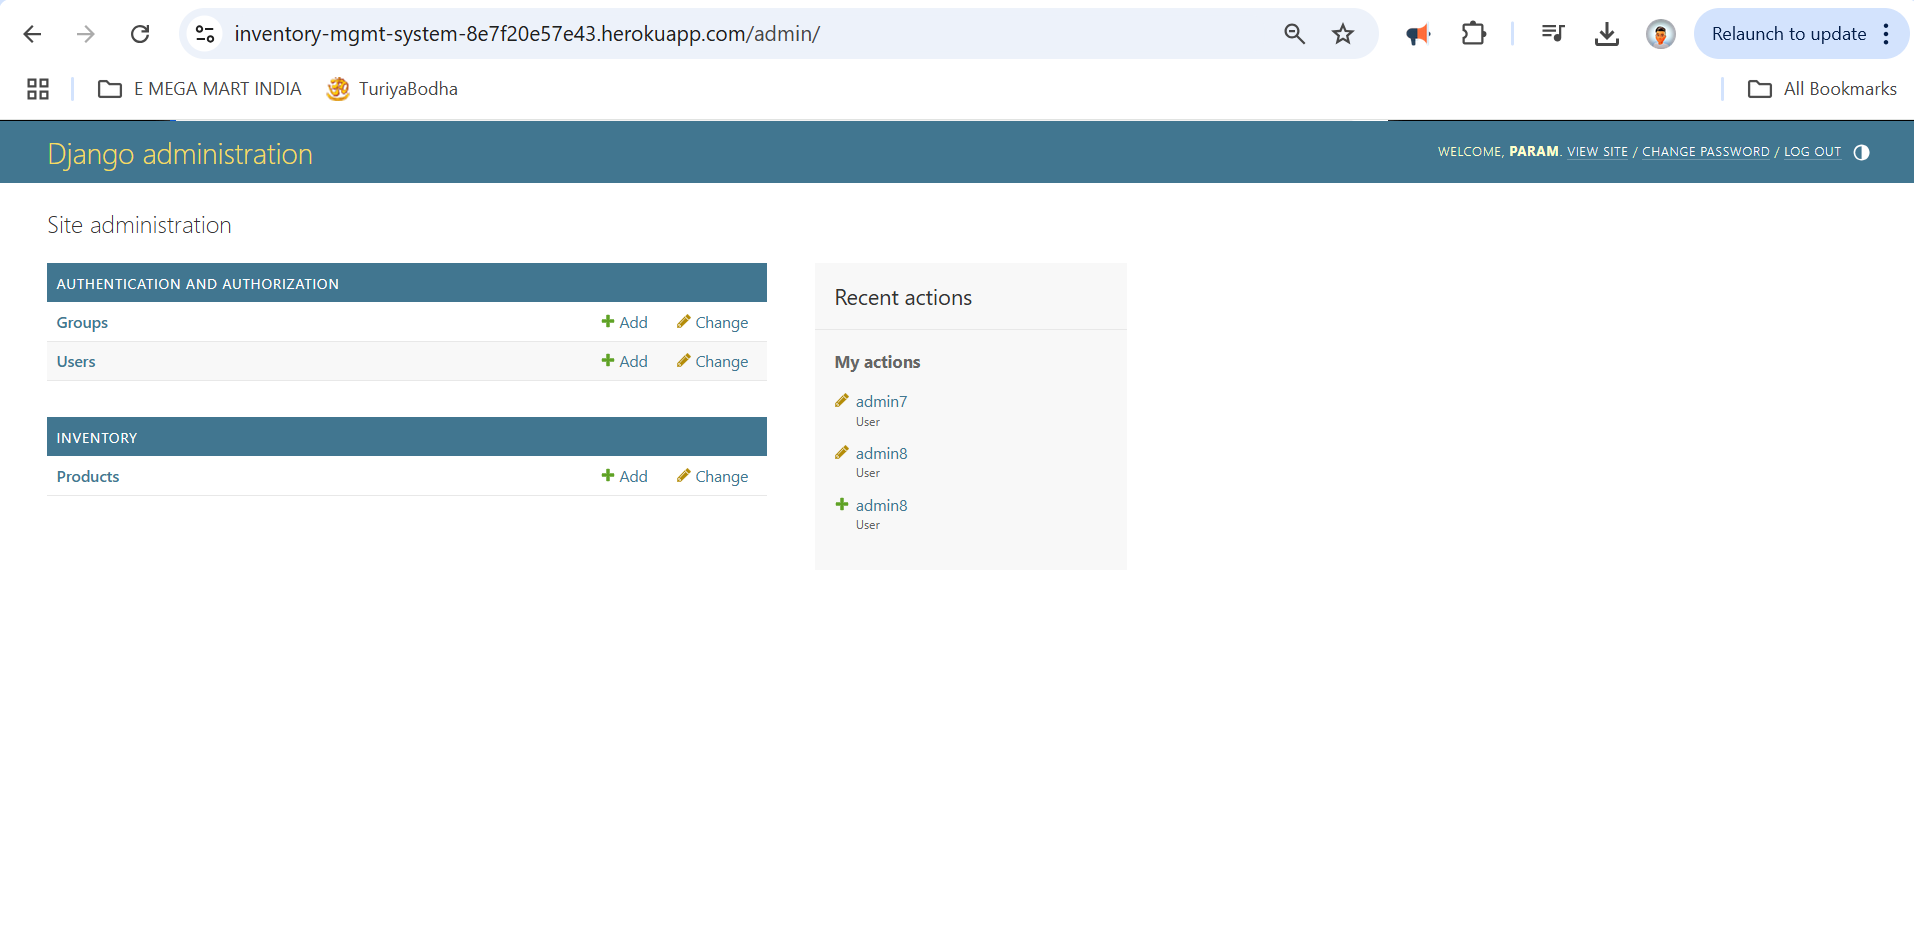 inventory-mgmt-system-8e7f20e57e43.herokuapp.com/admin/
Relaunch to update
E MEGA MART INDIA
TuriyaBodha
All Bookmarks
Django administration
WELCOME, PARAM. VIEW SITE / CHANGE PASSWORD / LOG OUT
Site administration
AUTHENTICATION AND AUTHORIZATION
Groups Add Change
Users Add Change
INVENTORY
Products Add Change
Recent actions
My actions
admin7
User
admin8
User
admin8
User